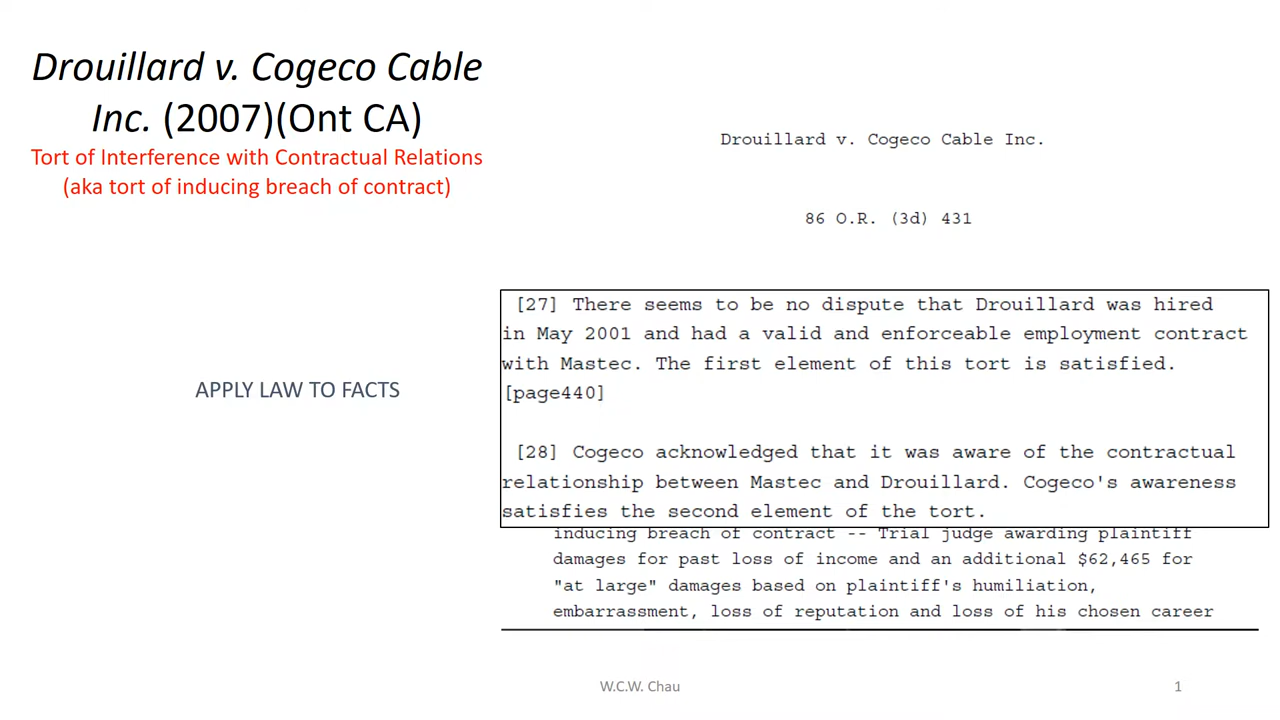 Drouillard v. Cogeco Cable
Inc. (2007)(Ont CA)
Tort of Interference with Contractual Relations
(aka tort of inducing breach of contract)
APPLY LAW TO FACTS
Drouillard v. Cogeco Cable Inc.
86 O.R. (3d) 431
[27] There seems to be no dispute that Drouillard was hired
in May 2001 and had a valid and enforceable employment contract
with Mastec. The first element of this tort is satisfied.
[page440]
[28] Cogeco acknowledged that it was aware of the contractual
relationship between Mastec and Drouillard. Cogeco's awareness
satisfies the second element of the tort.
inducing breach of contract -- Trial judge awarding plaintiff
damages for past loss of income and an additional $62,465 for
"at large" damages based on plaintiff's humiliation,
embarrassment, loss of reputation and loss of his chosen career
W.C.W. Chau
1